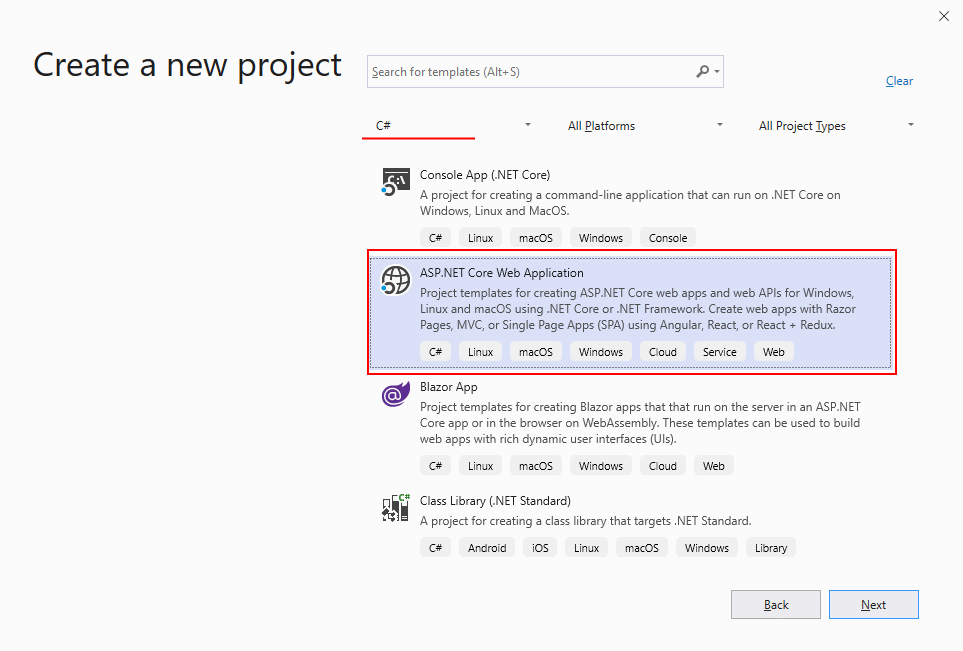 Create a new project
Search for templates (Alt+S)
Clear
C#
All Platforms
All Project Types
C:\
Console App (.NET Core)
A project for creating a command-line application that can run on .NET Core on
Windows, Linux and MacOS.
C# Linux macOS Windows Console
ASP.NET Core Web Application
Project templates for creating ASP.NET Core web apps and web APIs for Windows,
Linux and macOS using .NET Core or .NET Framework. Create web apps with Razor
Pages, MVC, or Single Page Apps (SPA) using Angular, React, or React + Redux.
C# Linux macOS Windows Cloud Service Web
@
Blazor App
Project templates for creating Blazor apps that that run on the server in an ASP.NET
Core app or in the browser on WebAssembly. These templates can be used to build
web apps with rich dynamic user interfaces (UIs).
C# Linux macOS Windows Cloud Web
C#
Class Library (.NET Standard)
A project for creating a class library that targets .NET Standard.
C# Android iOS Linux macOS Windows Library
Back
Next